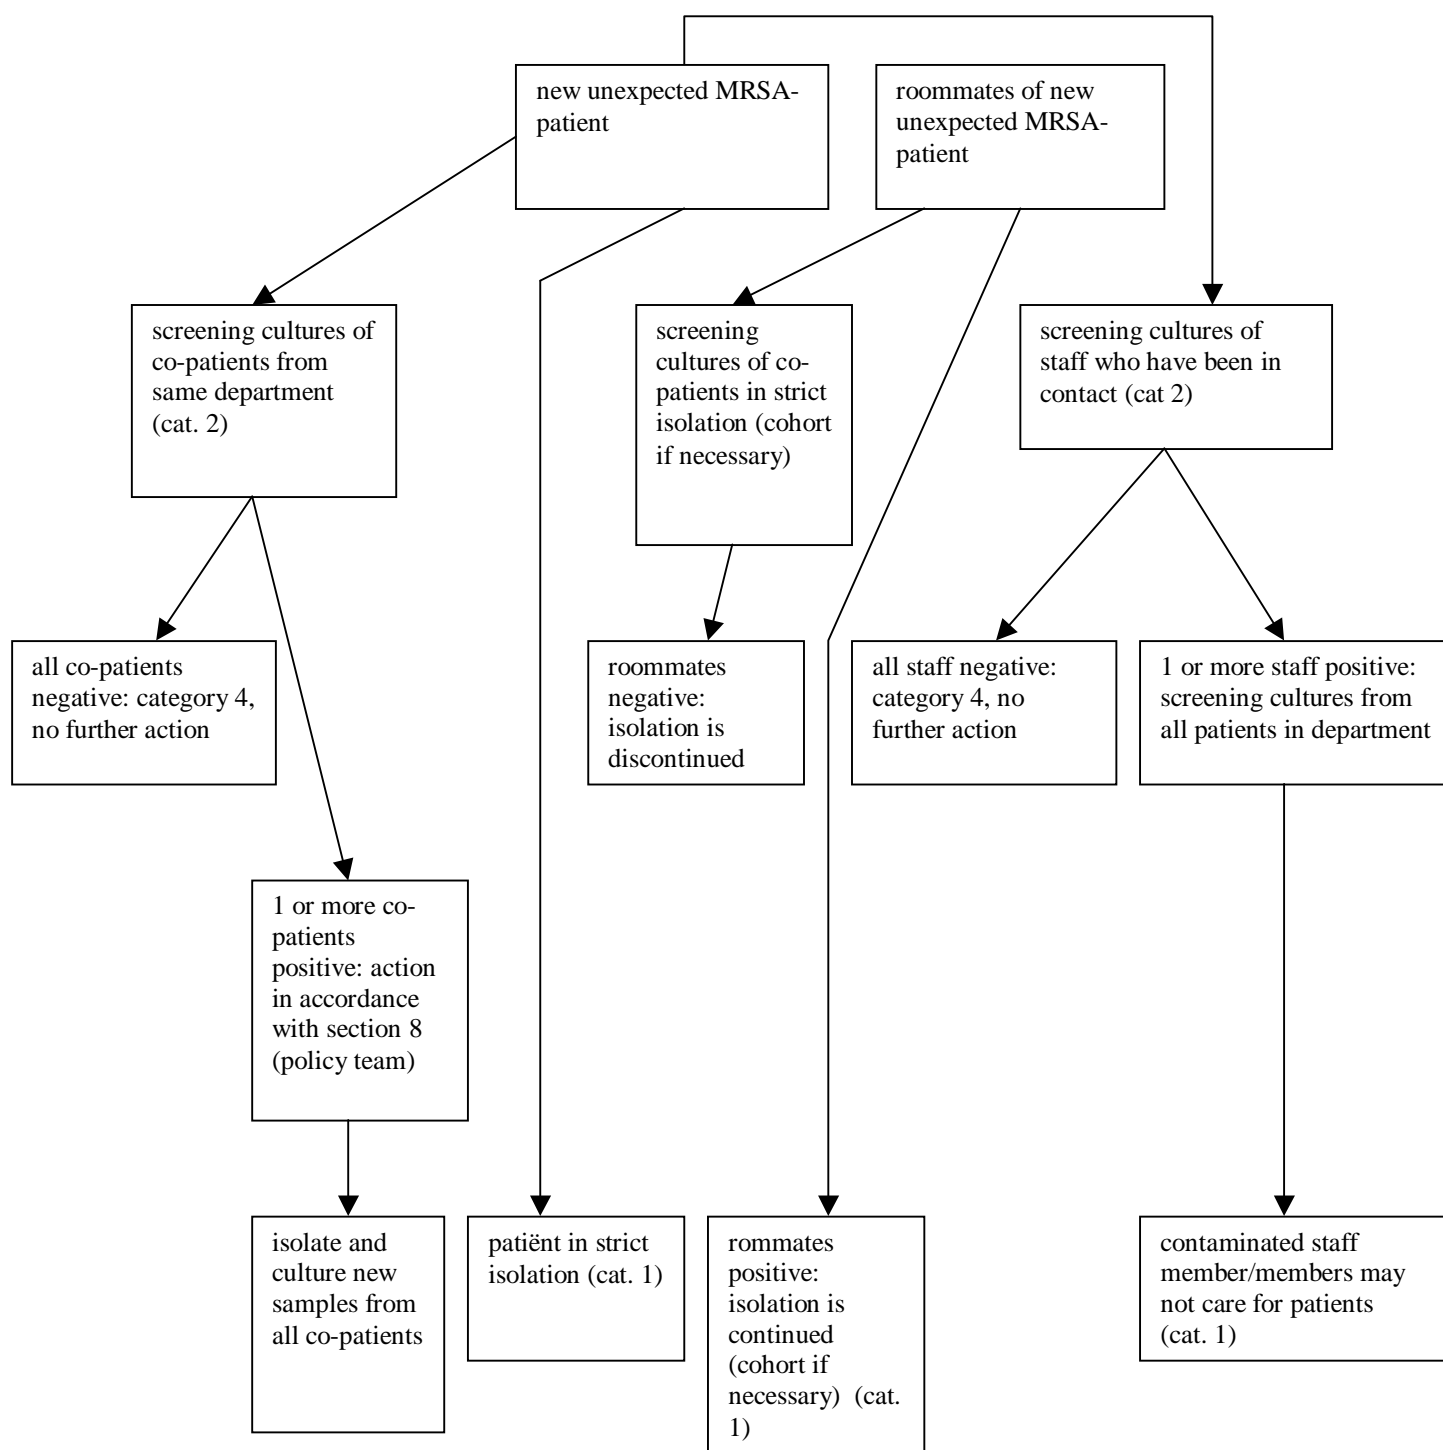 new unexpected MRSA-
patient
roommates of new
unexpected MRSA-
patient
screening cultures of
co-patients from
same department
(cat. 2)
screening
cultures of co-
patients in strict
isolation (cohort
if necessary)
screening cultures of
staff who have been in
contact (cat 2)
all co-patients
negative: category 4,
no further action
roommates
negative:
isolation is
discontinued
all staff negative:
category 4, no
further action
1 or more staff positive:
screening cultures from
all patients in department
1 or more co-
patients
positive: action
in accordance
with section 8
(policy team)
isolate and
culture new
samples from
all co-patients
patiënt in strict
isolation (cat. 1)
rommates
positive:
isolation is
continued
(cohort if
necessary)  (cat.
1)
contaminated staff
member/members may
not care for patients
(cat. 1)